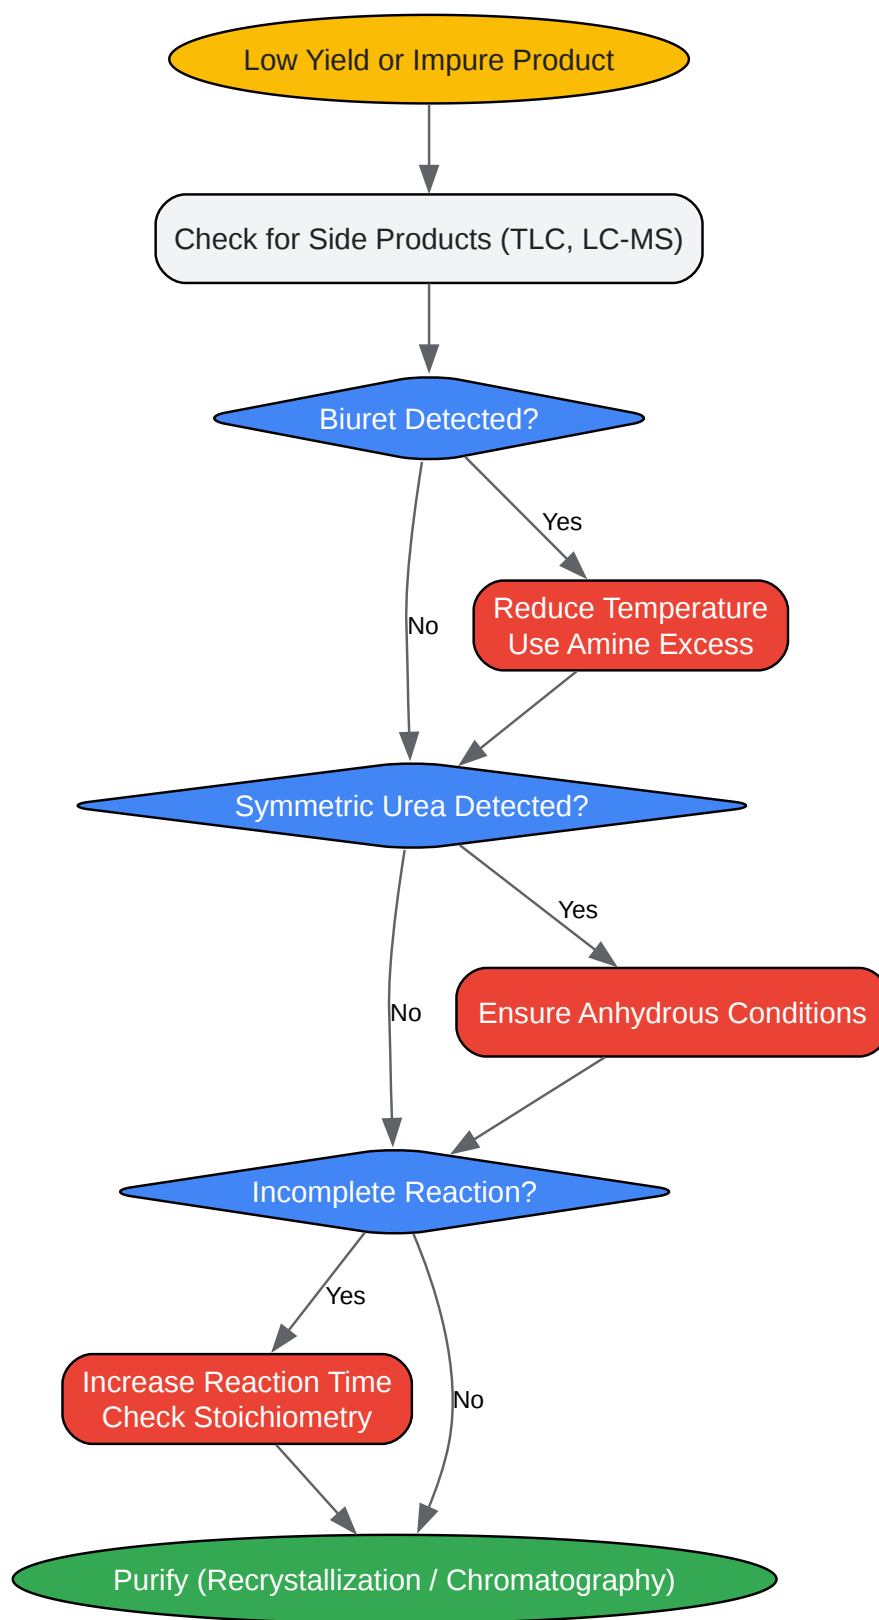 Low Yield or Impure Product
Check for Side Products (TLC, LC-MS)
Biuret Detected?
Yes
Reduce Temperature
Use Amine Excess
No
Symmetric Urea Detected?
Yes
Ensure Anhydrous Conditions
No
Incomplete Reaction?
Yes
Increase Reaction Time
Check Stoichiometry
No
Purify (Recrystallization / Chromatography)